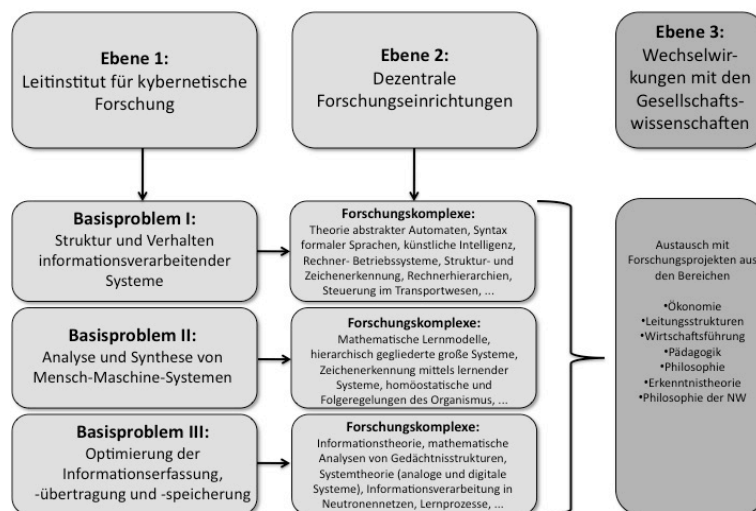 Ebene 1:
Leitinstitut für kybernetische
Forschung
Ebene 2:
Dezentrale
Forschungseinrichtungen
Ebene 3:
Wechselwir-
kungen mit den
Gesellschafts-
wissenschaften
Basisproblem I:
Struktur und Verhalten
informationsverarbeitender
Systeme
Forschungskomplexe:
Theorie abstrakter Automaten, Syntax
formaler Sprachen, künstliche Intelligenz,
Rechner- Betriebssysteme, Struktur- und
Zeichenerkennung, Rechnerhierarchien,
Steuerung im Transportwesen, ...
Basisproblem II:
Analyse und Synthese von
Mensch-Maschine-Systemen
Forschungskomplexe:
Mathematische Lernmodelle,
hierarchisch gegliederte große Systeme,
Zeichenerkennung mittels lernender
Systeme, homöostatische und
Folgeregelungen des Organismus, ...
Basisproblem III:
Optimierung der
Informationserfassung,
-übertragung und -speicherung
Forschungskomplexe:
Informationstheorie, mathematische
Analysen von Gedächtnisstrukturen,
Systemtheorie (analoge und digitale
Systeme), Informationsverarbeitung in
Neutronennetzen, Lernprozesse, ...
Austausch mit
Forschungsprojekten aus
den Bereichen
•Ökonomie
•Leitungsstrukturen
•Wirtschaftsführung
•Pädagogik
•Philosophie
•Erkenntnistheorie
•Philosophie der NW